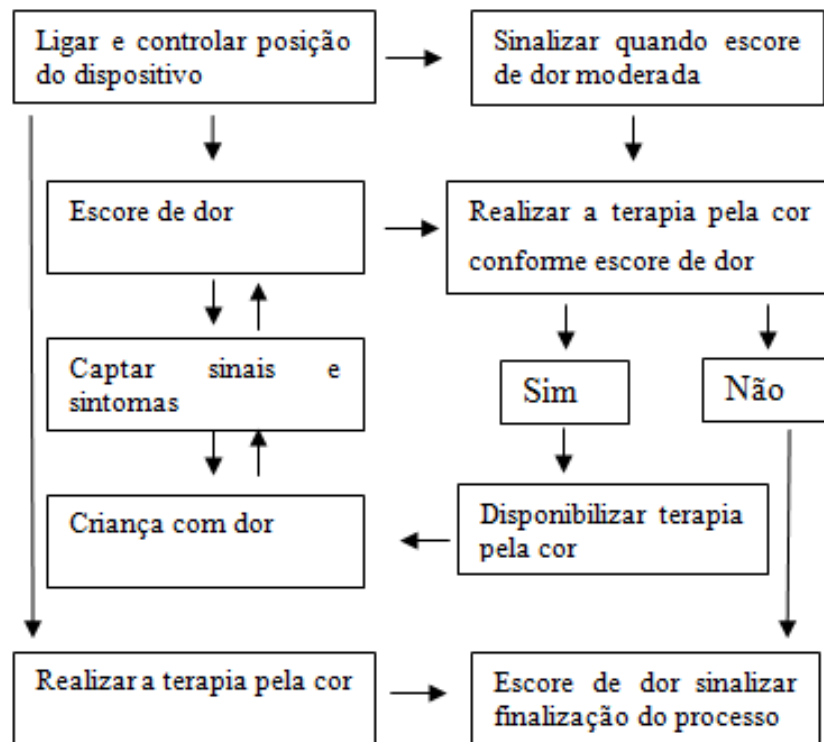 Ligar e controlar posição
do dispositivo
Sinalizar quando escore
de dor moderada
Escore de dor
Realizar a terapia pela cor
conforme escore de dor
Captar sinais e
sintomas
Sim
Não
Criança com dor
Disponibilizar terapia
pela cor
Realizar a terapia pela cor
Escore de dor sinalizar
finalização do processo